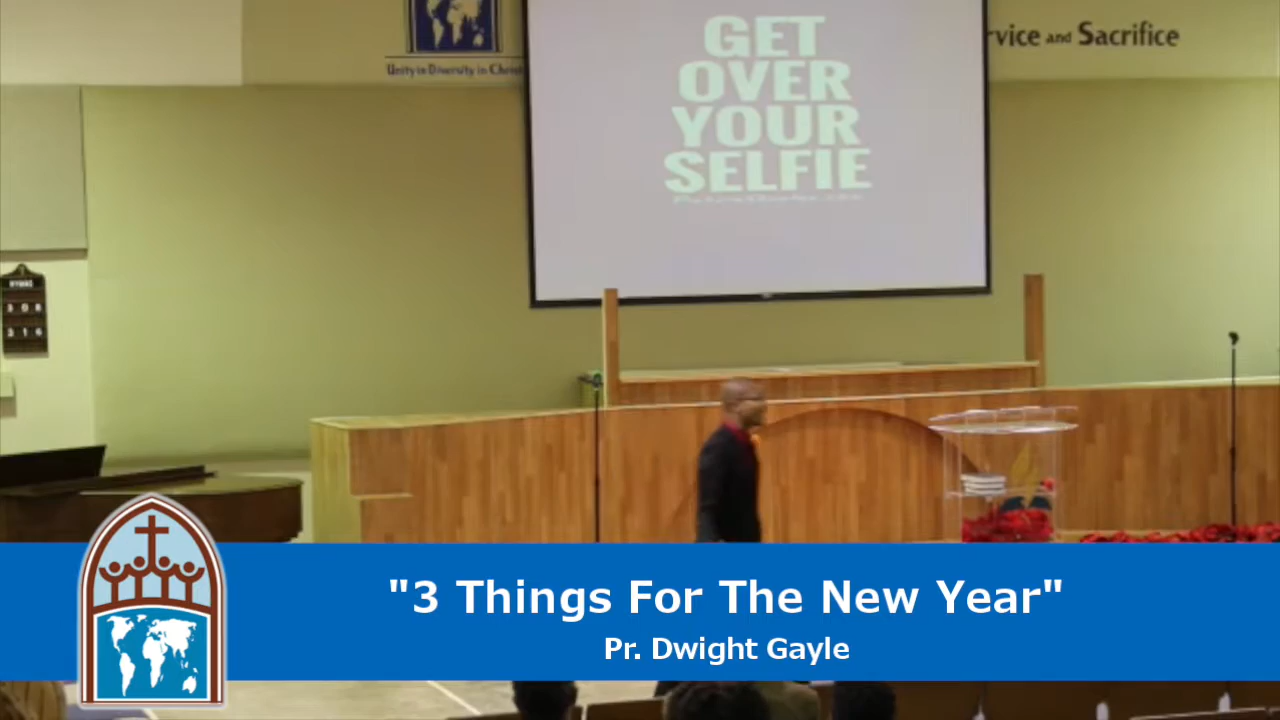 Unity in Diversity in Christ
rvice and Sacrifice
GET
OVER
YOUR
SELFIE
HYMNS
"3 Things For The New Year"
Pr. Dwight Gayle